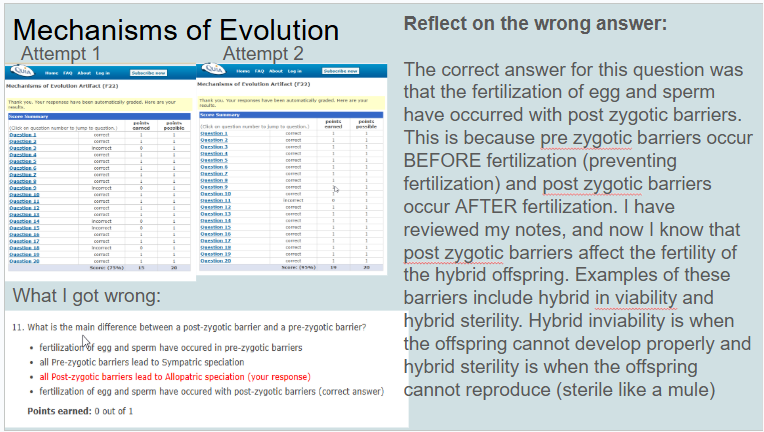 Mechanisms of Evolution
Attempt 1
Attempt 2
Quia
Home FAQ About Log in
Subscribe now
Mechanisms of Evolution Artifact (F22)
Thank you. Your responses have been automatically graded. Here are your
results.
Score Summary
(Click on question number to jump to question.)
points
earned
points
possible
Question 1 correct 1 1
Question 2 correct 1 1
Question 3 incorrect 0 1
Question 4 correct 1 1
Question 5 correct 1 1
Question 6 correct 1 1
Question 7 correct 1 1
Question 8 correct 1 1
Question 9 incorrect 0 1
Question 10 correct 1 1
Question 11
Question 12 correct 1 1
Question 13 correct 1 1
Question 14 incorrect 0 1
Question 15 incorrect 0 1
Question 16 correct 1 1
Question 17 correct 1 1
Question 18 incorrect 0 1
Question 19 correct 1 1
Question 20 correct 1 1
Score: (75%) 15 20
Quia
Home FAQ About Log in
Subscribe now
Mechanisms of Evolution Artifact (F22)
Thank you. Your responses have been automatically graded. Here are your
results.
Score Summary
(Click on question number to jump to question.)
points
earned
points
possible
Question 1 correct 1 1
Question 2 correct 1 1
Question 3 correct 1 1
Question 4 correct 1 1
Question 5 correct 1 1
Question 6 correct 1 1
Question 7 correct 1 1
Question 8 correct 1 1
Question 9 correct 1
Question 10 correct 1 1
Question 11 incorrect 0 1
Question 12 correct 1 1
Question 13 correct 1 1
Question 14 correct 1 1
Question 15 correct 1 1
Question 16 correct 1 1
Question 17 correct 1 1
Question 18 correct 1 1
Question 19 correct 1 1
Question 20 correct 1 1
Score: (95%) 19 20
What I got wrong:
11. What is the main difference between a post-zygotic barrier and a pre-zygotic barrier?
• fertilization of egg and sperm have occured in pre-zygotic barriers
• all Pre-zygotic barriers lead to Sympatric speciation
• all Post-zygotic barriers lead to Allopatric speciation (your response)
• fertilization of egg and sperm have occured with post-zygotic barriers (correct answer)
Points earned: 0 out of 1
Reflect on the wrong answer:
The correct answer for this question was
that the fertilization of egg and sperm
have occurred with post zygotic barriers.
This is because pre zygotic barriers occur
BEFORE fertilization (preventing
fertilization) and post zygotic barriers
occur AFTER fertilization. I have
reviewed my notes, and now I know that
post zygotic barriers affect the fertility of
the hybrid offspring. Examples of these
barriers include hybrid in viability and
hybrid sterility. Hybrid inviability is when
the offspring cannot develop properly and
hybrid sterility is when the offspring
cannot reproduce (sterile like a mule)